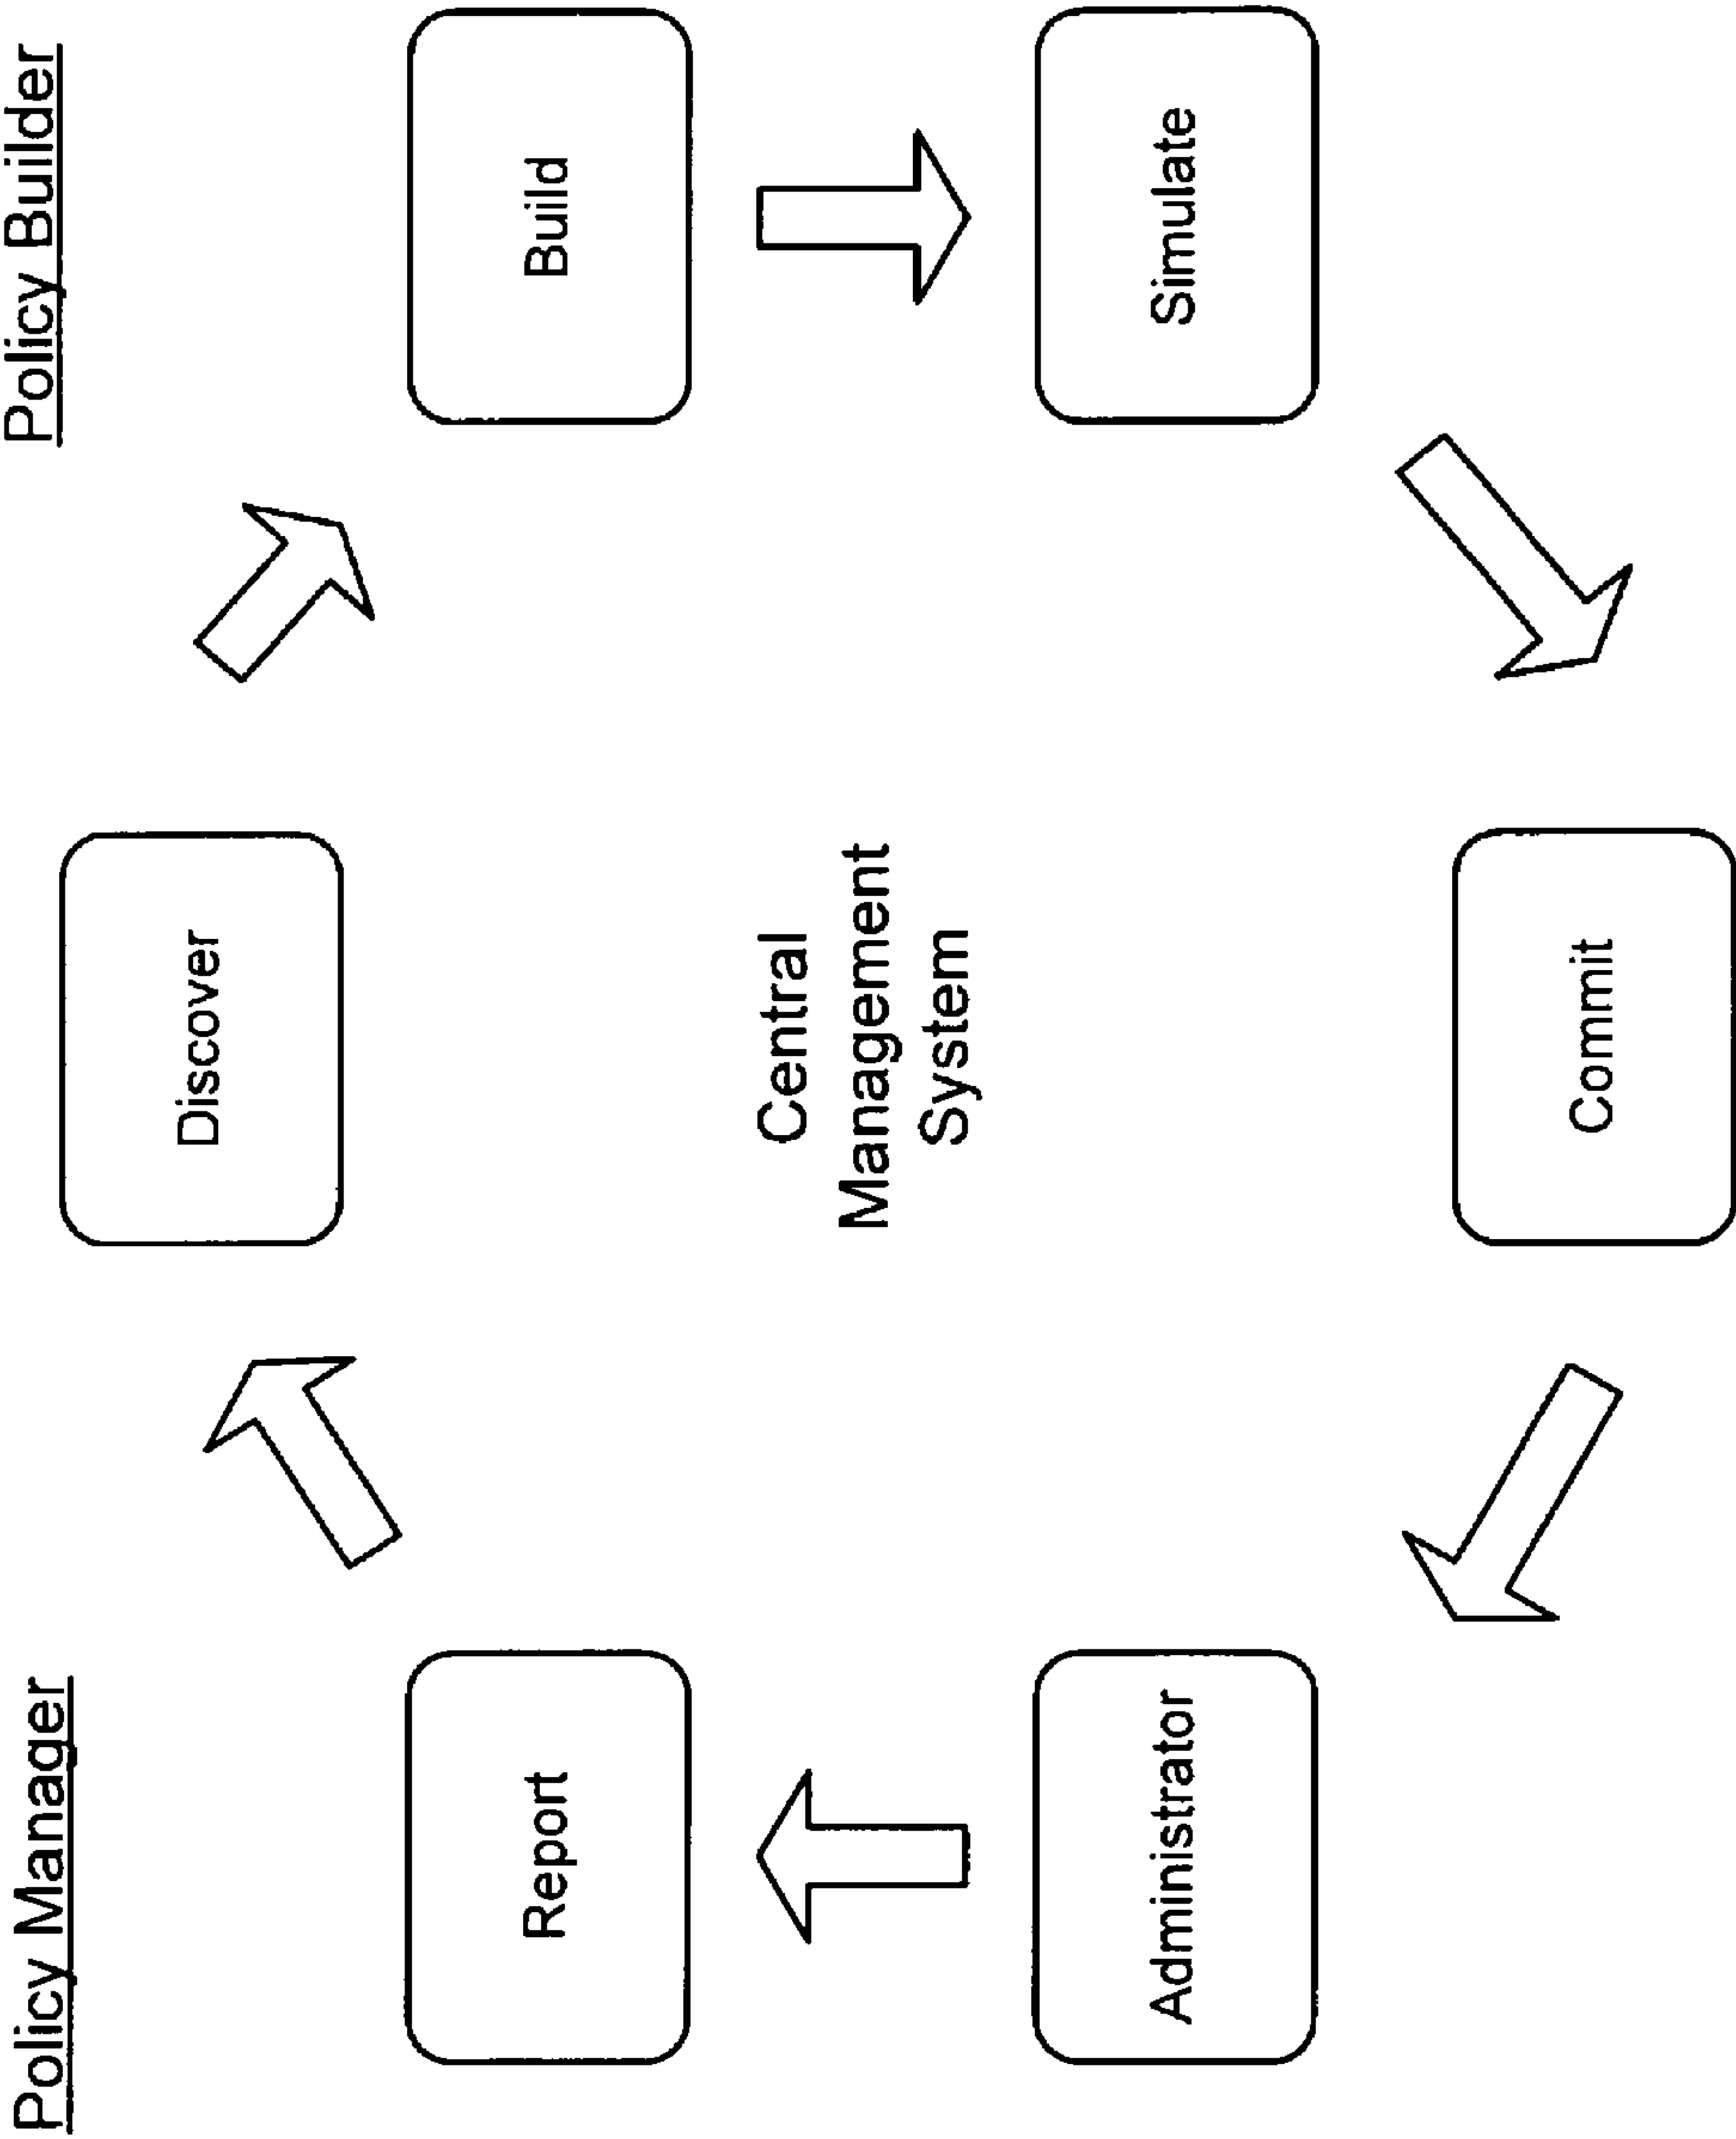 Policy Manager
Policy Builder
Discover
Report
Build
Central
Management
System
Administrator
Simulate
Commit